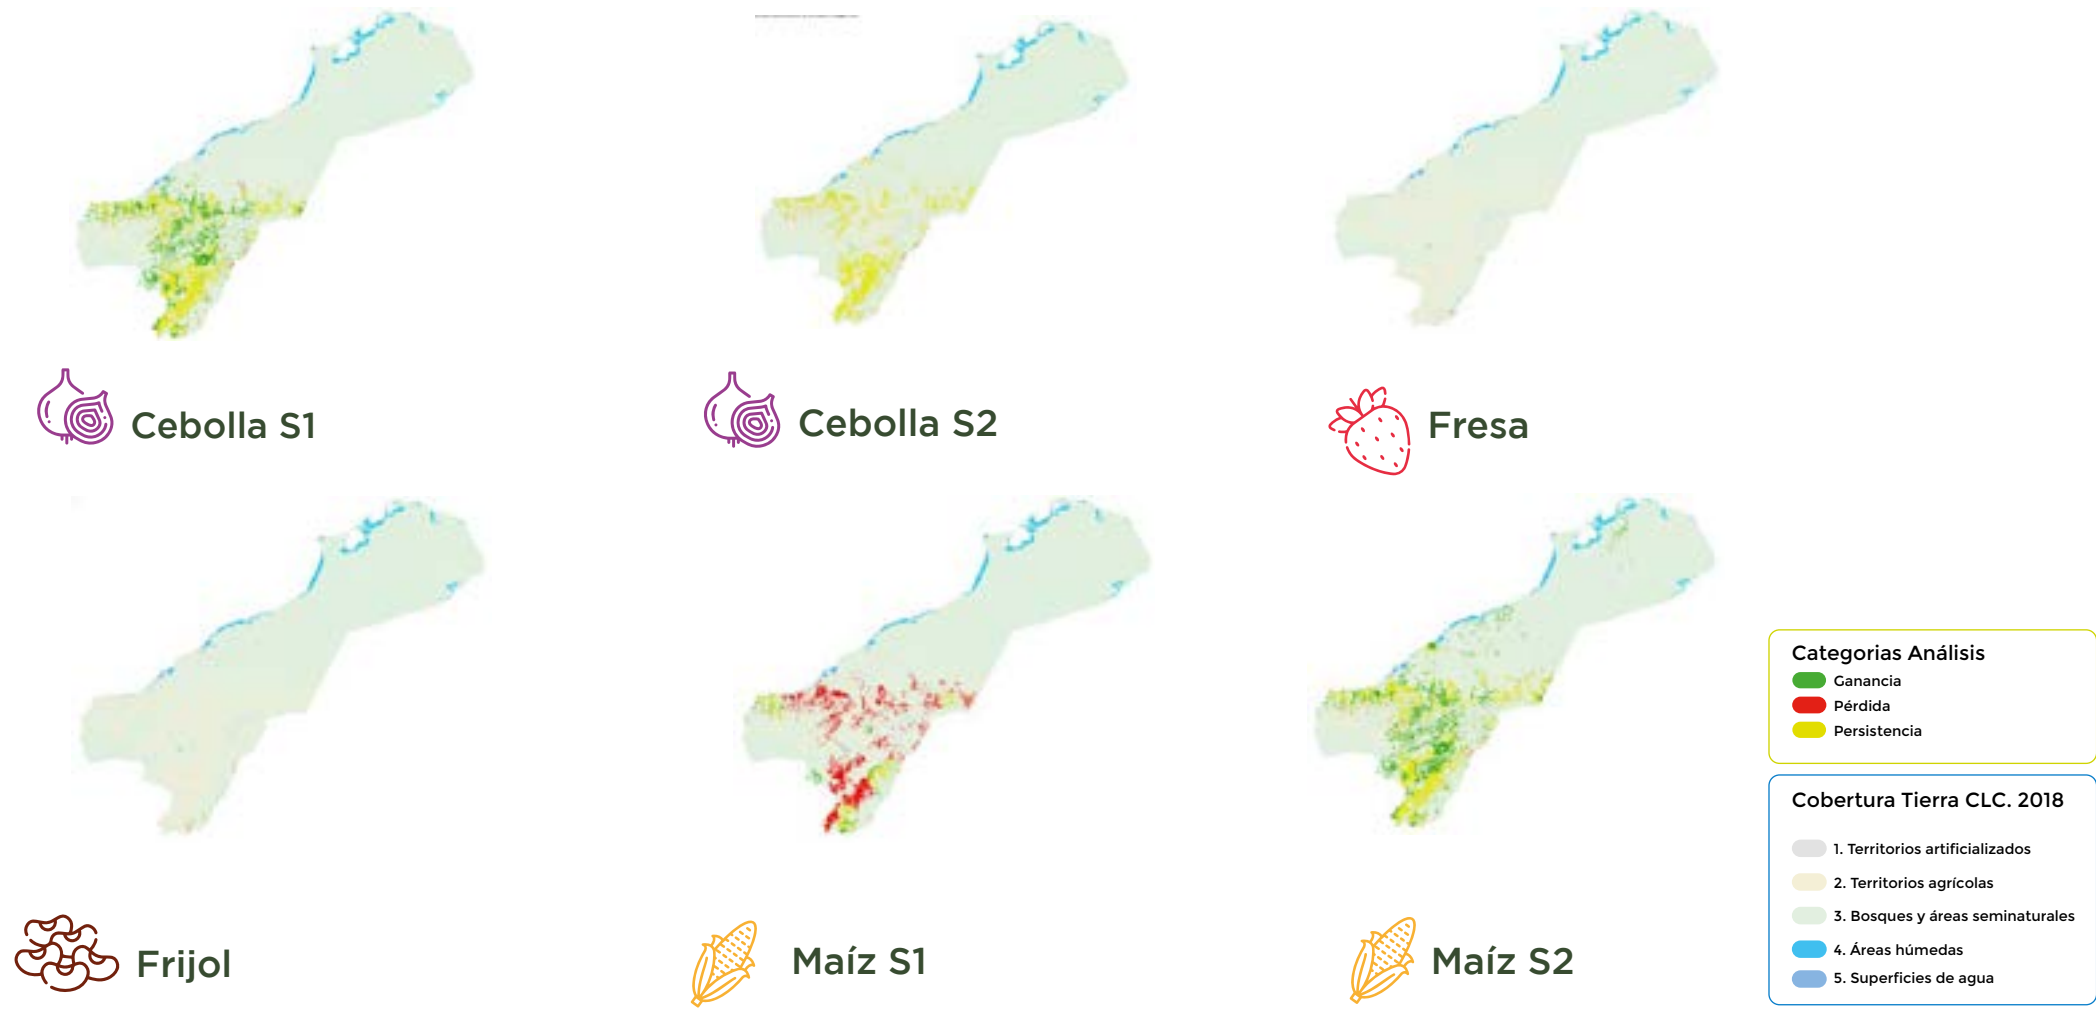 Cebolla S1
Cebolla S2
Fresa
Frijol
Maíz S1
Maíz S2
Categorias Análisis
Ganancia
Pérdida
Persistencia
Cobertura Tierra CLC. 2018
1. Territorios artificializados
2. Territorios agrícolas
3. Bosques y áreas seminaturales
4. Áreas húmedas
5. Superficies de agua